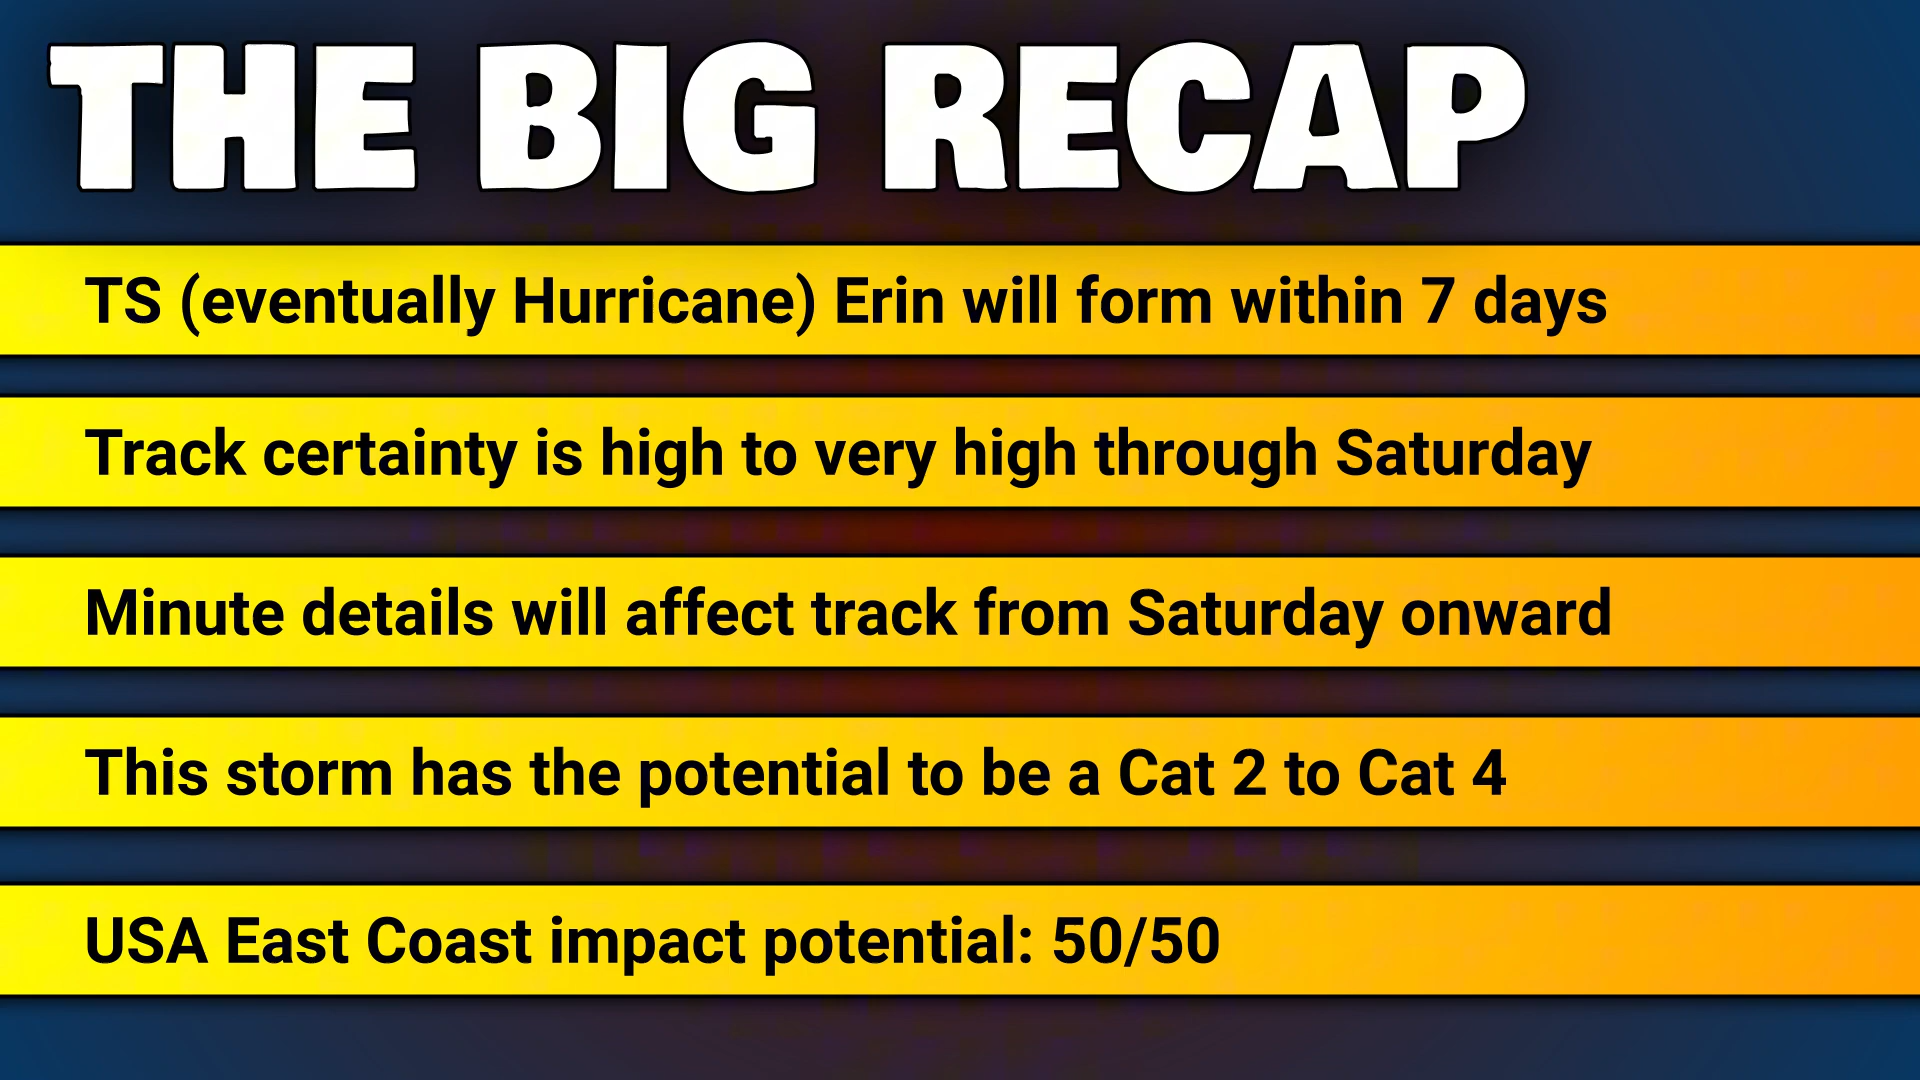 THE BIG RECAP
TS (eventually Hurricane) Erin will form within 7 days
Track certainty is high to very high through Saturday
Minute details will affect track from Saturday onward
This storm has the potential to be a Cat 2 to Cat 4
USA East Coast impact potential: 50/50